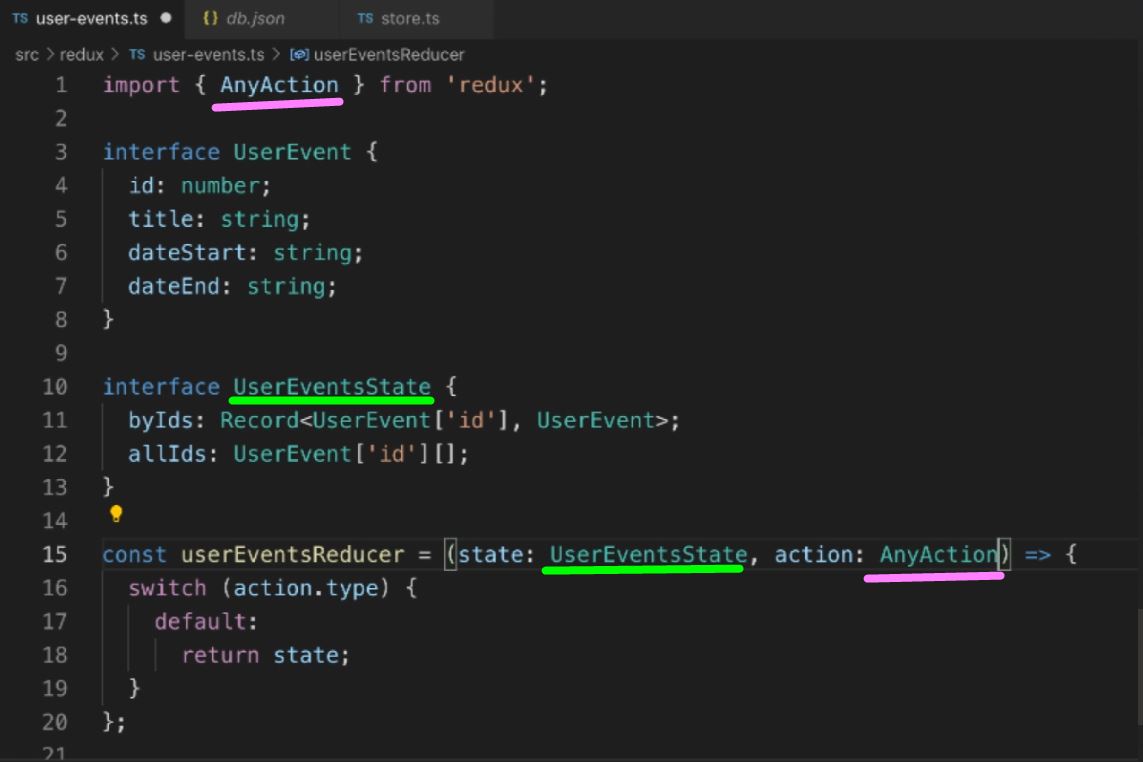 TS user-events.ts ● {} db.json TS store.ts
src > redux > TS user-events.ts > userEventsReducer
1 import { AnyAction } from 'redux';
2
3 interface UserEvent {
4 id: number;
5 title: string;
6 dateStart: string;
7 dateEnd: string;
8 }
9
10 interface UserEventsState {
11 byIds: Record<UserEvent['id'], UserEvent>;
12 allIds: UserEvent['id'][];
13 }
14
15 const userEventsReducer = (state: UserEventsState, action: AnyAction) => {
16 switch (action.type) {
17 default:
18 return state;
19 }
20 };
21